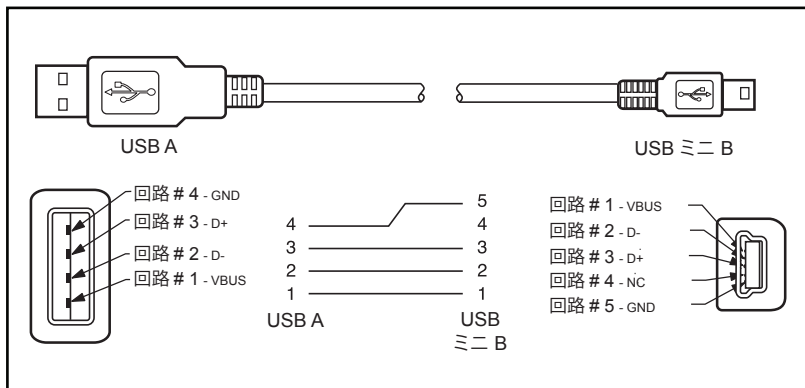 USB A
USB ミニ B
回路 # 4 - GND
回路 # 3 - D+
回路 # 2 - D-
回路 # 1 - VBUS
5
4 4
3 3
2 2
1 1
USB A
USB
ミニ B
回路 # 1 - VBUS
回路 # 2 - D-
回路 # 3 - D+
回路 # 4 - NC
回路 # 5 - GND